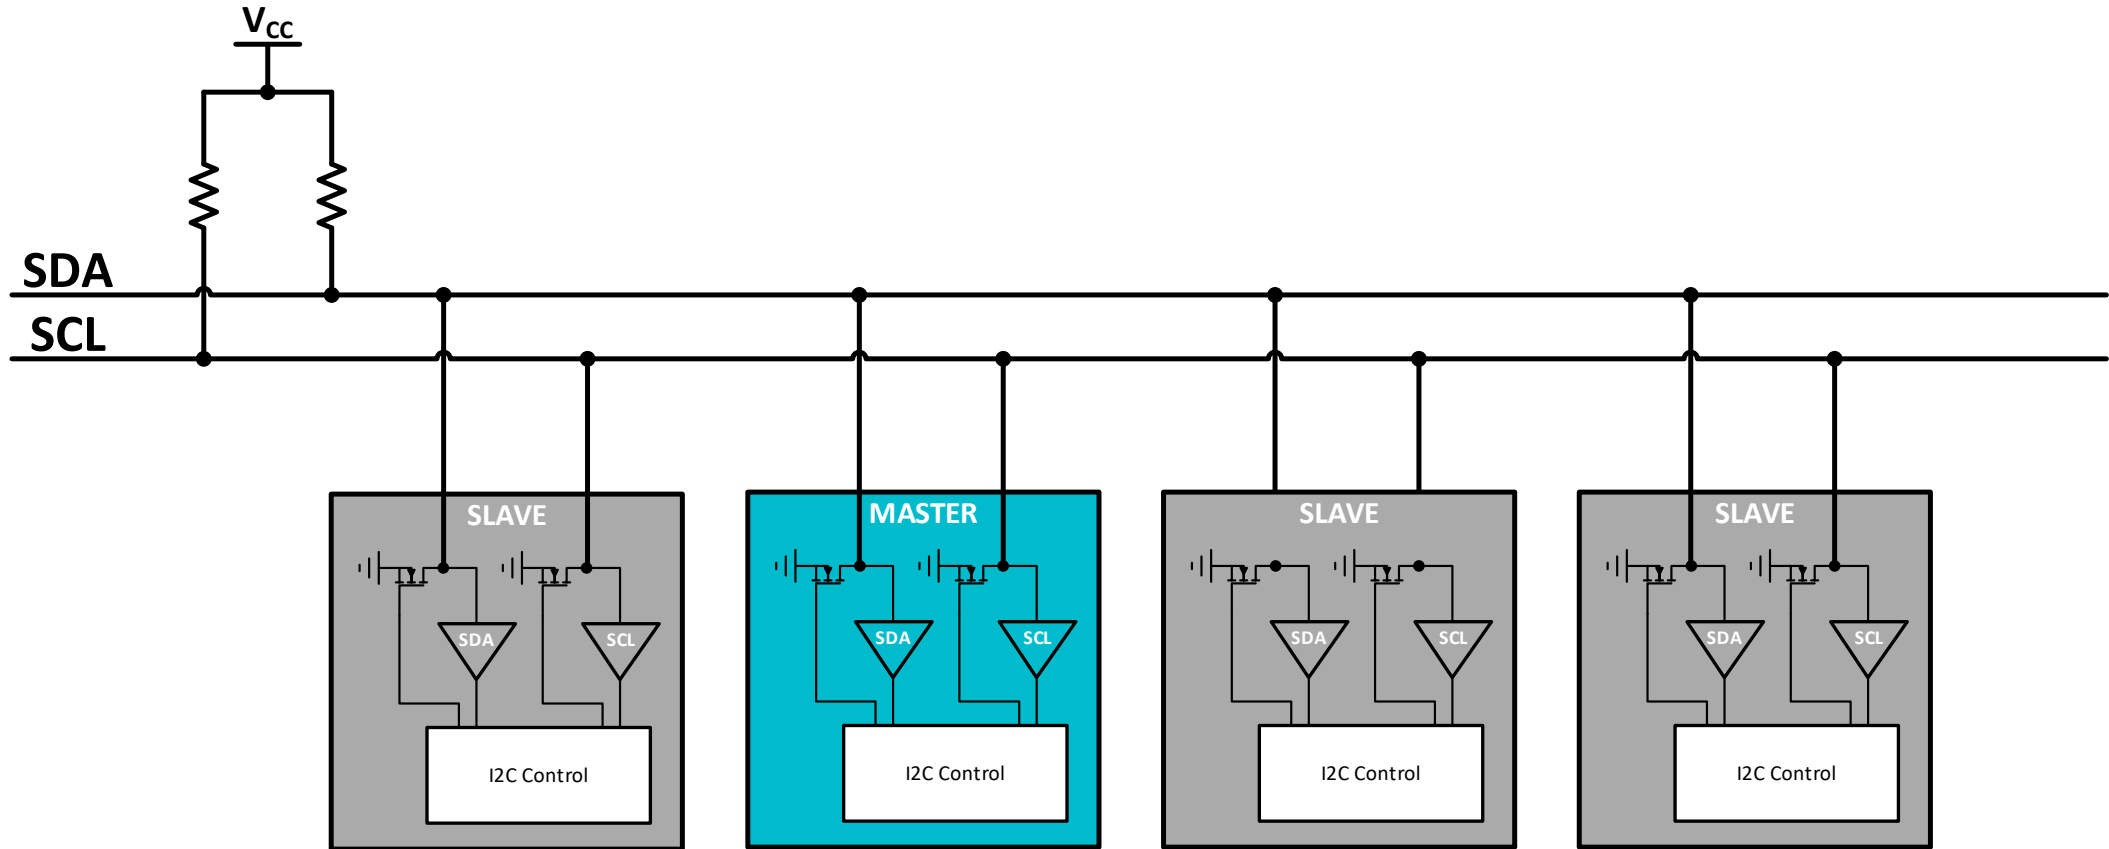 VCC
SDA
SCL
SLAVE
SDA
SCL
I2C Control
MASTER
SDA
SCL
I2C Control
SLAVE
SDA
SCL
I2C Control
SLAVE
SDA
SCL
I2C Control